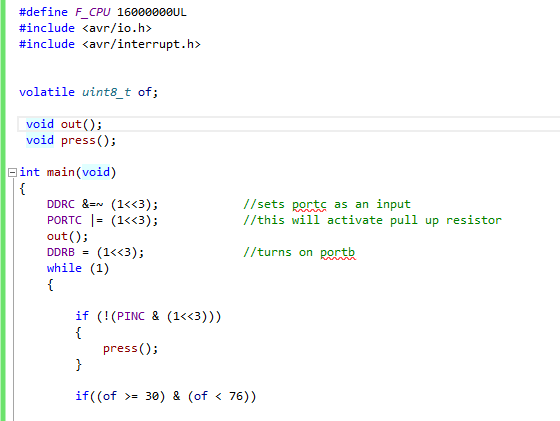 #define F_CPU 16000000UL
#include <avr/io.h>
#include <avr/interrupt.h>
volatile uint8_t of;
void out();
void press();
int main(void)
{
DDRC &=~ (1<<3); //sets portc as an input
PORTC |= (1<<3); //this will activate pull up resistor
out();
DDRB = (1<<3); //turns on portb
while (1)
{
if (!(PINC & (1<<3)))
{
press();
}
if((of >= 30) & (of < 76))